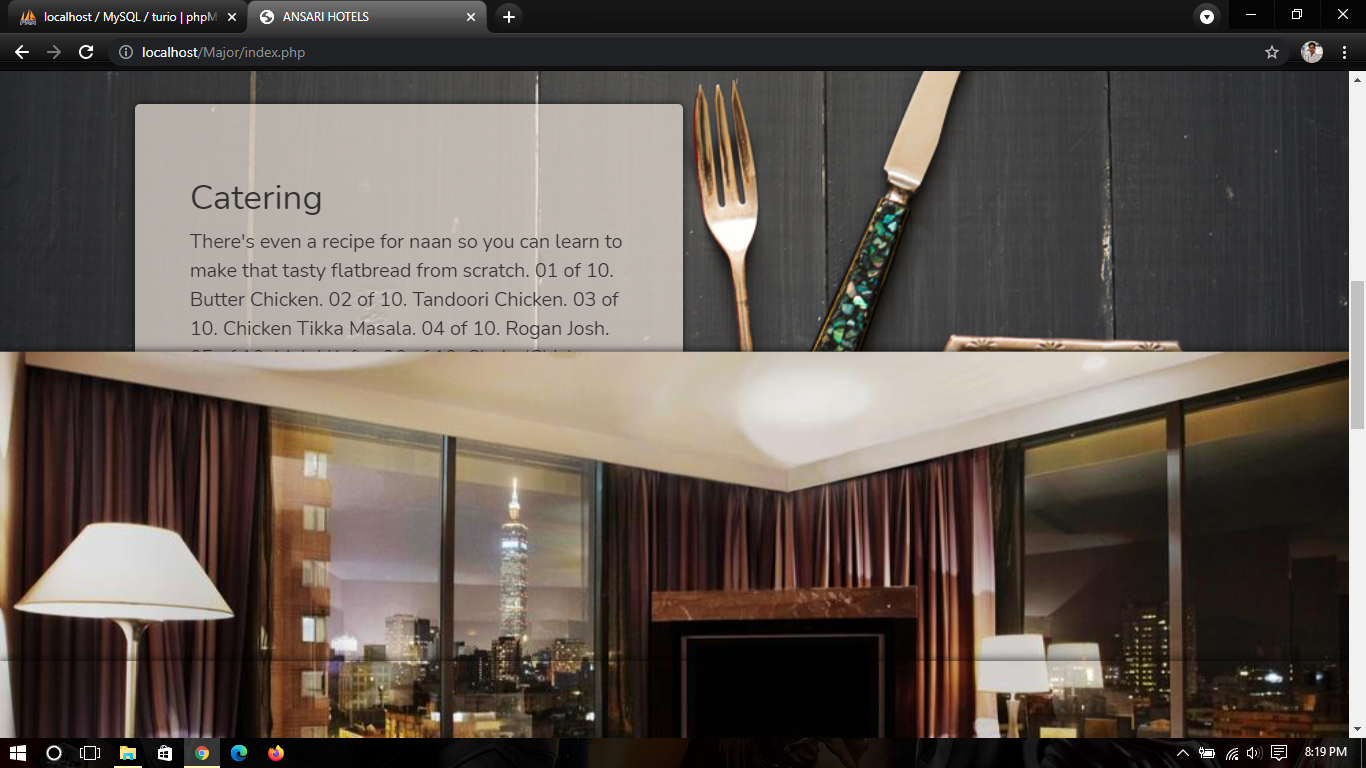 localhost / MySQL / turio | phpM
ANSARI HOTELS
localhost/Major/index.php
Catering
There's even a recipe for naan so you can learn to
make that tasty flatbread from scratch. 01 of 10.
Butter Chicken. 02 of 10. Tandoori Chicken. 03 of
10. Chicken Tikka Masala. 04 of 10. Rogan Josh.
8:19 PM